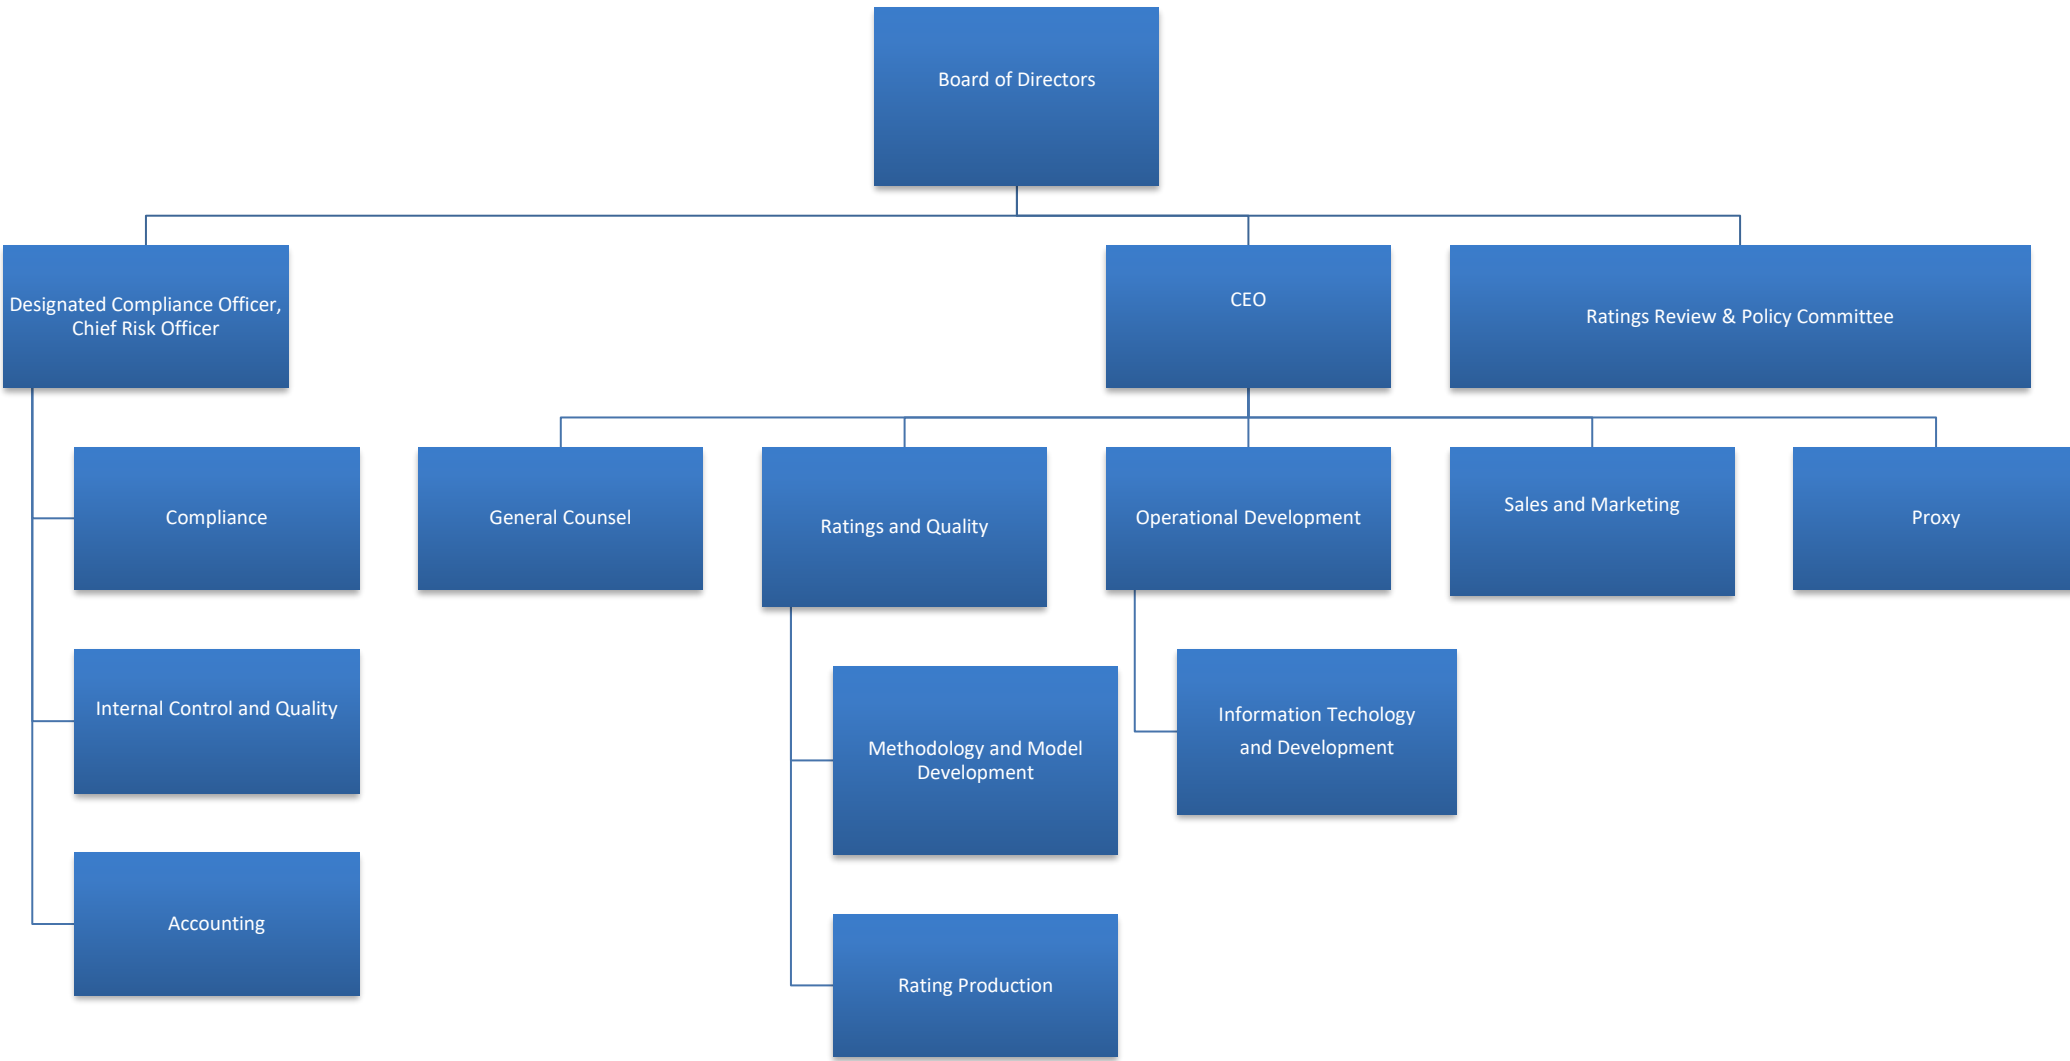 Board of Directors
Designated Compliance Officer,
Chief Risk Officer
CEO
Ratings Review & Policy Committee
Compliance
General Counsel
Ratings and Quality
Operational Development
Sales and Marketing
Proxy
Internal Control and Quality
Methodology and Model
Development
Information Techology
and Development
Accounting
Rating Production